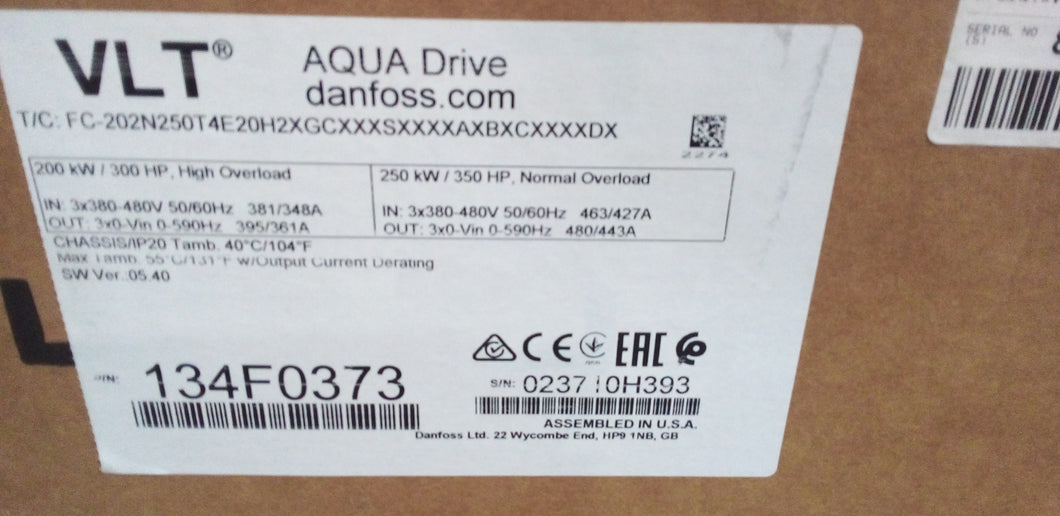 VLT® AQUA Drive
danfoss.com
T/C: FC-202N250T4E20H2XGCXXXSXXXXAXBXCXXXXDX
2274
200 kW / 300 HP, High Overload
IN: 3x380-480V 50/60Hz 381/348A
OUT: 3x0-Vin 0-590Hz 395/361A
250 kW / 350 HP, Normal Overload
IN: 3x380-480V 50/60Hz 463/427A
OUT: 3x0-Vin 0-590Hz 480/443A
CHASSIS/IP20 Tamb. 40°C/104°F
Max Tamb. 55°C/131°F w/Output Current Derating
SW Ver.:05.40
CE EAC
P/N: 134F0373
S/N: 0237 0H393
ASSEMBLED IN U.S.A.
Danfoss Ltd. 22 Wycombe End, HP9 1NB, GB
SERIAL NO
(S)